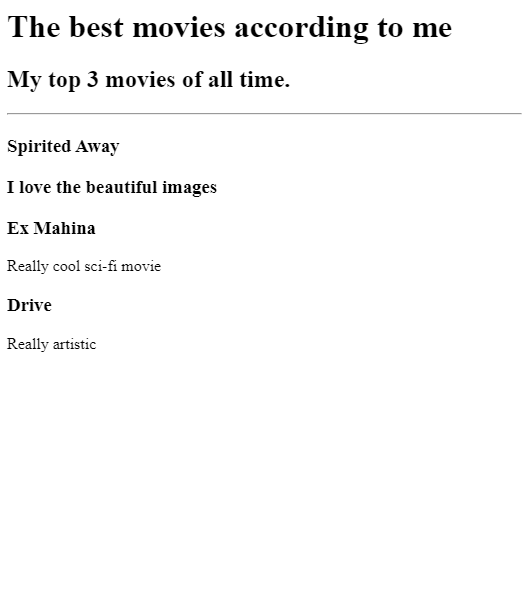 The best movies according to me
My top 3 movies of all time.
Spirited Away
I love the beautiful images
Ex Mahina
Really cool sci-fi movie
Drive
Really artistic